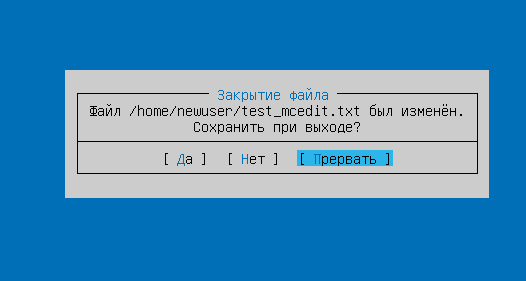 Закрытие файла
Файл /home/newuser/test_mcedit.txt был изменён.
Сохранить при выходе?
[ Да ] [ Нет ] [ Прервать ]